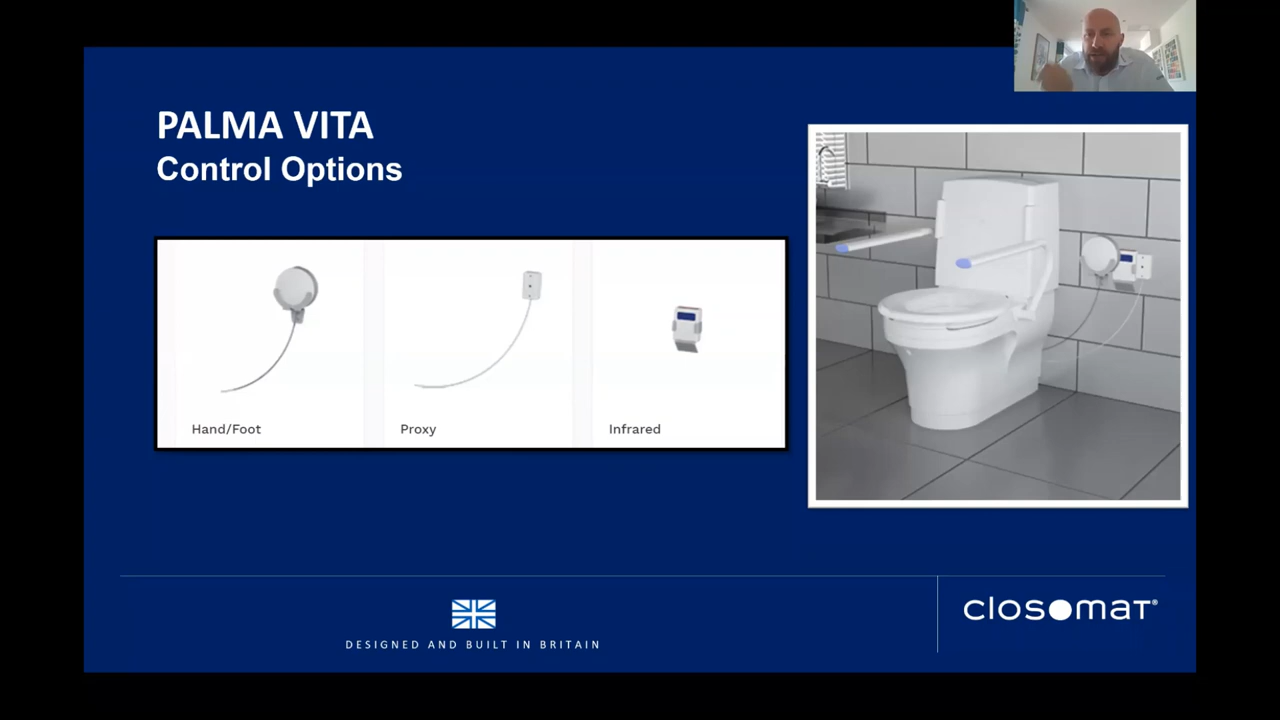 PALMA VITA
Control Options
Hand/Foot
Proxy
Infrared
DESIGNED AND BUILT IN BRITAIN
closomat®